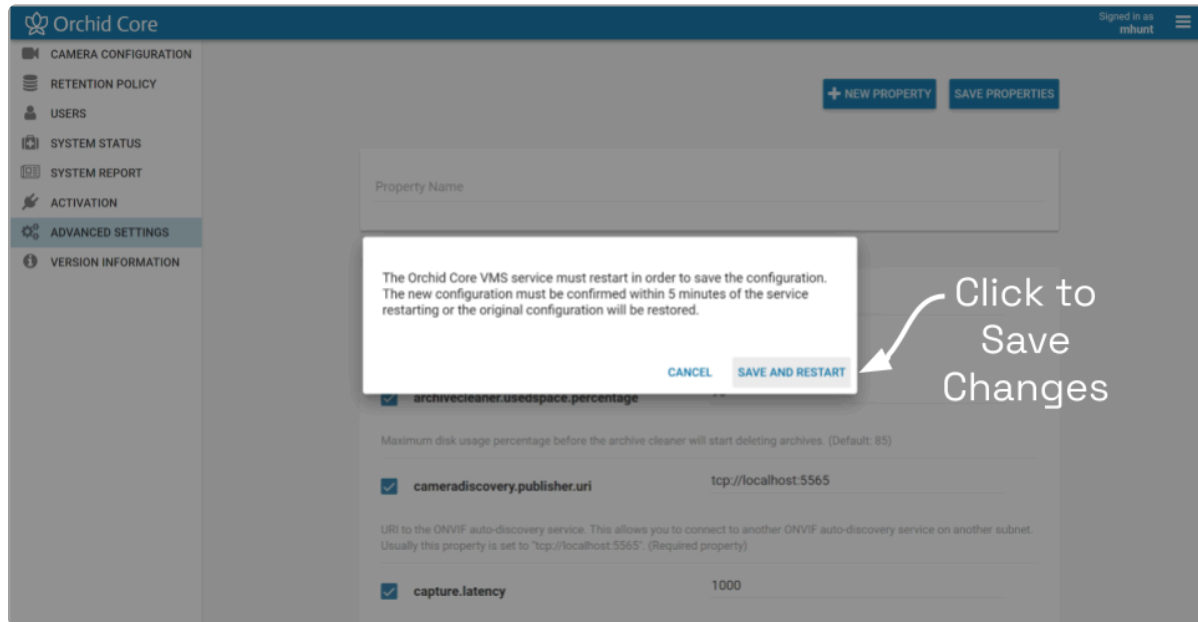 Orchid Core
Signed in as
mhunt
CAMERA CONFIGURATION
RETENTION POLICY
USERS
SYSTEM STATUS
SYSTEM REPORT
ACTIVATION
ADVANCED SETTINGS
VERSION INFORMATION
+ NEW PROPERTY
SAVE PROPERTIES
Property Name
The Orchid Core VMS service must restart in order to save the configuration.
The new configuration must be confirmed within 5 minutes of the service
restarting or the original configuration will be restored.
CANCEL
SAVE AND RESTART
Click to
Save
Changes
archivecleaner.usedspace.percentage
Maximum disk usage percentage before the archive cleaner will start deleting archives. (Default: 85)
cameradiscovery.publisher.uri
tcp://localhost:5565
URI to the ONVIF auto-discovery service. This allows you to connect to another ONVIF auto-discovery service on another subnet.
Usually this property is set to "tcp://localhost:5565". (Required property)
capture.latency
1000